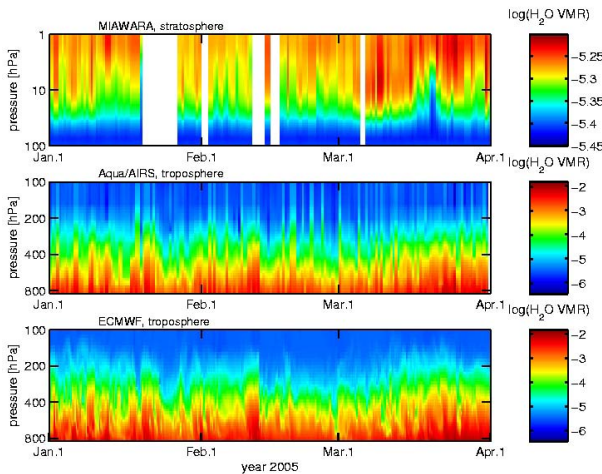 MIAWARA, stratosphere
log(H2O VMR)
1
10
100
pressure [hPa]
Jan.1 Feb.1 Mar.1 Apr.1
-5.25
-5.3
-5.35
-5.4
-5.45
Aqua/AIRS, troposphere
log(H2O VMR)
100
200
400
800
pressure [hPa]
Jan.1 Feb.1 Mar.1 Apr.1
-2
-3
-4
-5
-6
ECMWF, troposphere
log(H2O VMR)
100
200
400
800
pressure [hPa]
Jan.1 Feb.1 Mar.1 Apr.1
-2
-3
-4
-5
-6
year 2005